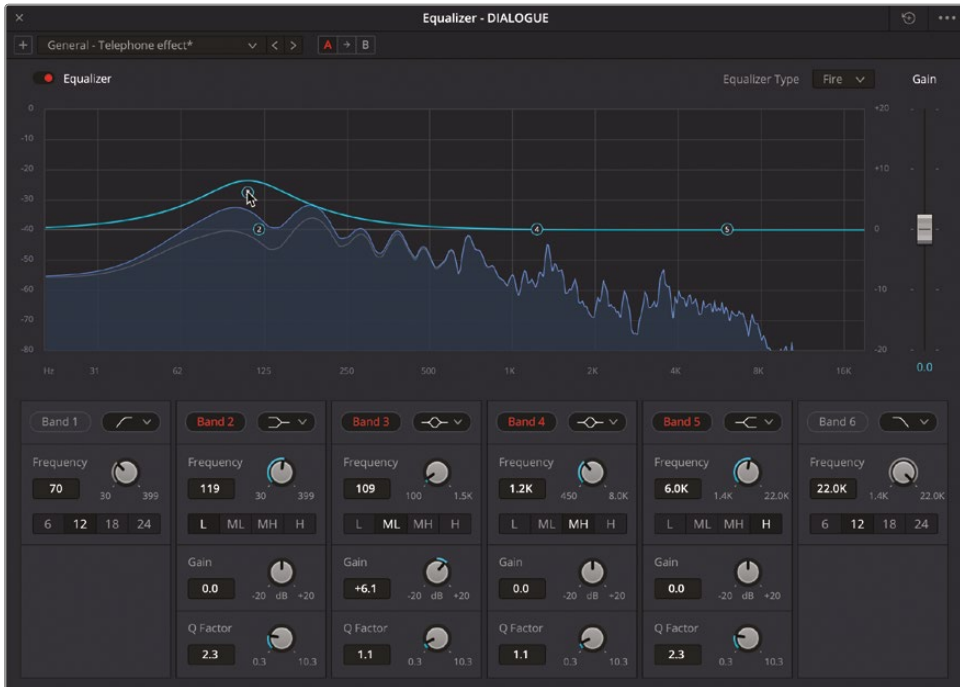 Equalizer - DIALOGUE
General - Telephone effect*
A B
Equalizer
Equalizer Type Fire Gain
0 +20
-10
-20 +10
-30
-40 2 4 5 0
-50
-60 -10
-70
-80 -20
Hz 31 62 125 250 500 1K 2K 4K 8K 16K 0.0
Band 1 Band 2 Band 3 Band 4 Band 5 Band 6
Frequency Frequency Frequency Frequency Frequency Frequency
70 30 399 119 30 399 109 100 1.5K 1.2K 450 8.0K 6.0K 1.4K 22.0K 22.0K 1.4K 22.0K
6 12 18 24 L ML MH H L ML MH H L ML MH H L ML MH H 6 12 18 24
Gain Gain Gain Gain
0.0 -20 dB +20 +6.1 -20 dB +20 0.0 -20 dB +20 0.0 -20 dB +20
Q Factor Q Factor Q Factor Q Factor
2.3 0.3 10.3 1.1 0.3 10.3 1.1 0.3 10.3 2.3 0.3 10.3